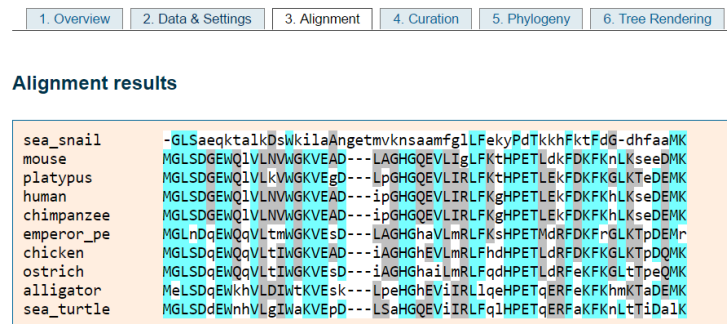 1. Overview 2. Data & Settings 3. Alignment 4. Curation 5. Phylogeny 6. Tree Rendering
Alignment results
sea_snail -GLSaeqktalkDsWkilaAngetmvknsaamfglLFekyPdTkkhFktFdG-dhfaaMK
mouse MGLSDGEWQlVLNVWGKVEAD---LAGHGQEVLIgLFKtHPETLdkFDKFKnLKseeDMK
platypus MGLSDGEWQlVLkVWGKVEgD---LpGHGQEVLIRLFKtHPETLEkFDKFKGLKTeDEMK
human MGLSDGEWQlVLNVWGKVEAD---ipGHGQEVLIRLFKgHPETLEkFDKFKhLKseDEMK
chimpanzee MGLSDGEWQlVLNVWGKVEAD---ipGHGQEVLIRLFKgHPETLEkFDKFKhLKseDEMK
emperor_pe MGLnDqEWQqVLtmWGKVEsD---LAGHGhaVLmRLFKsHPETMdRFDKFrGLKTpDEMr
chicken MGLSDqEWQqVLtIWGKVEAD---iAGHGhEVLMRLFhdHPETLdRFDKFKGLKTpDQMK
ostrich MGLSDqEWQqVLtIWGKVEsD---iAGHGhaiLmRLFqdHPETLdRFeKFKGLtTpeQMK
alligator MeLSDqEWkhVLDIWtKVEsk---LpeHGhEViIRLlqeHPETqERFeKFKhmKTaDEMK
sea_turtle MGLSDdEWnhVLgIWaKVEpD---LSaHGQEViIRLFqlHPETqERFaKFKnLtTiDalK